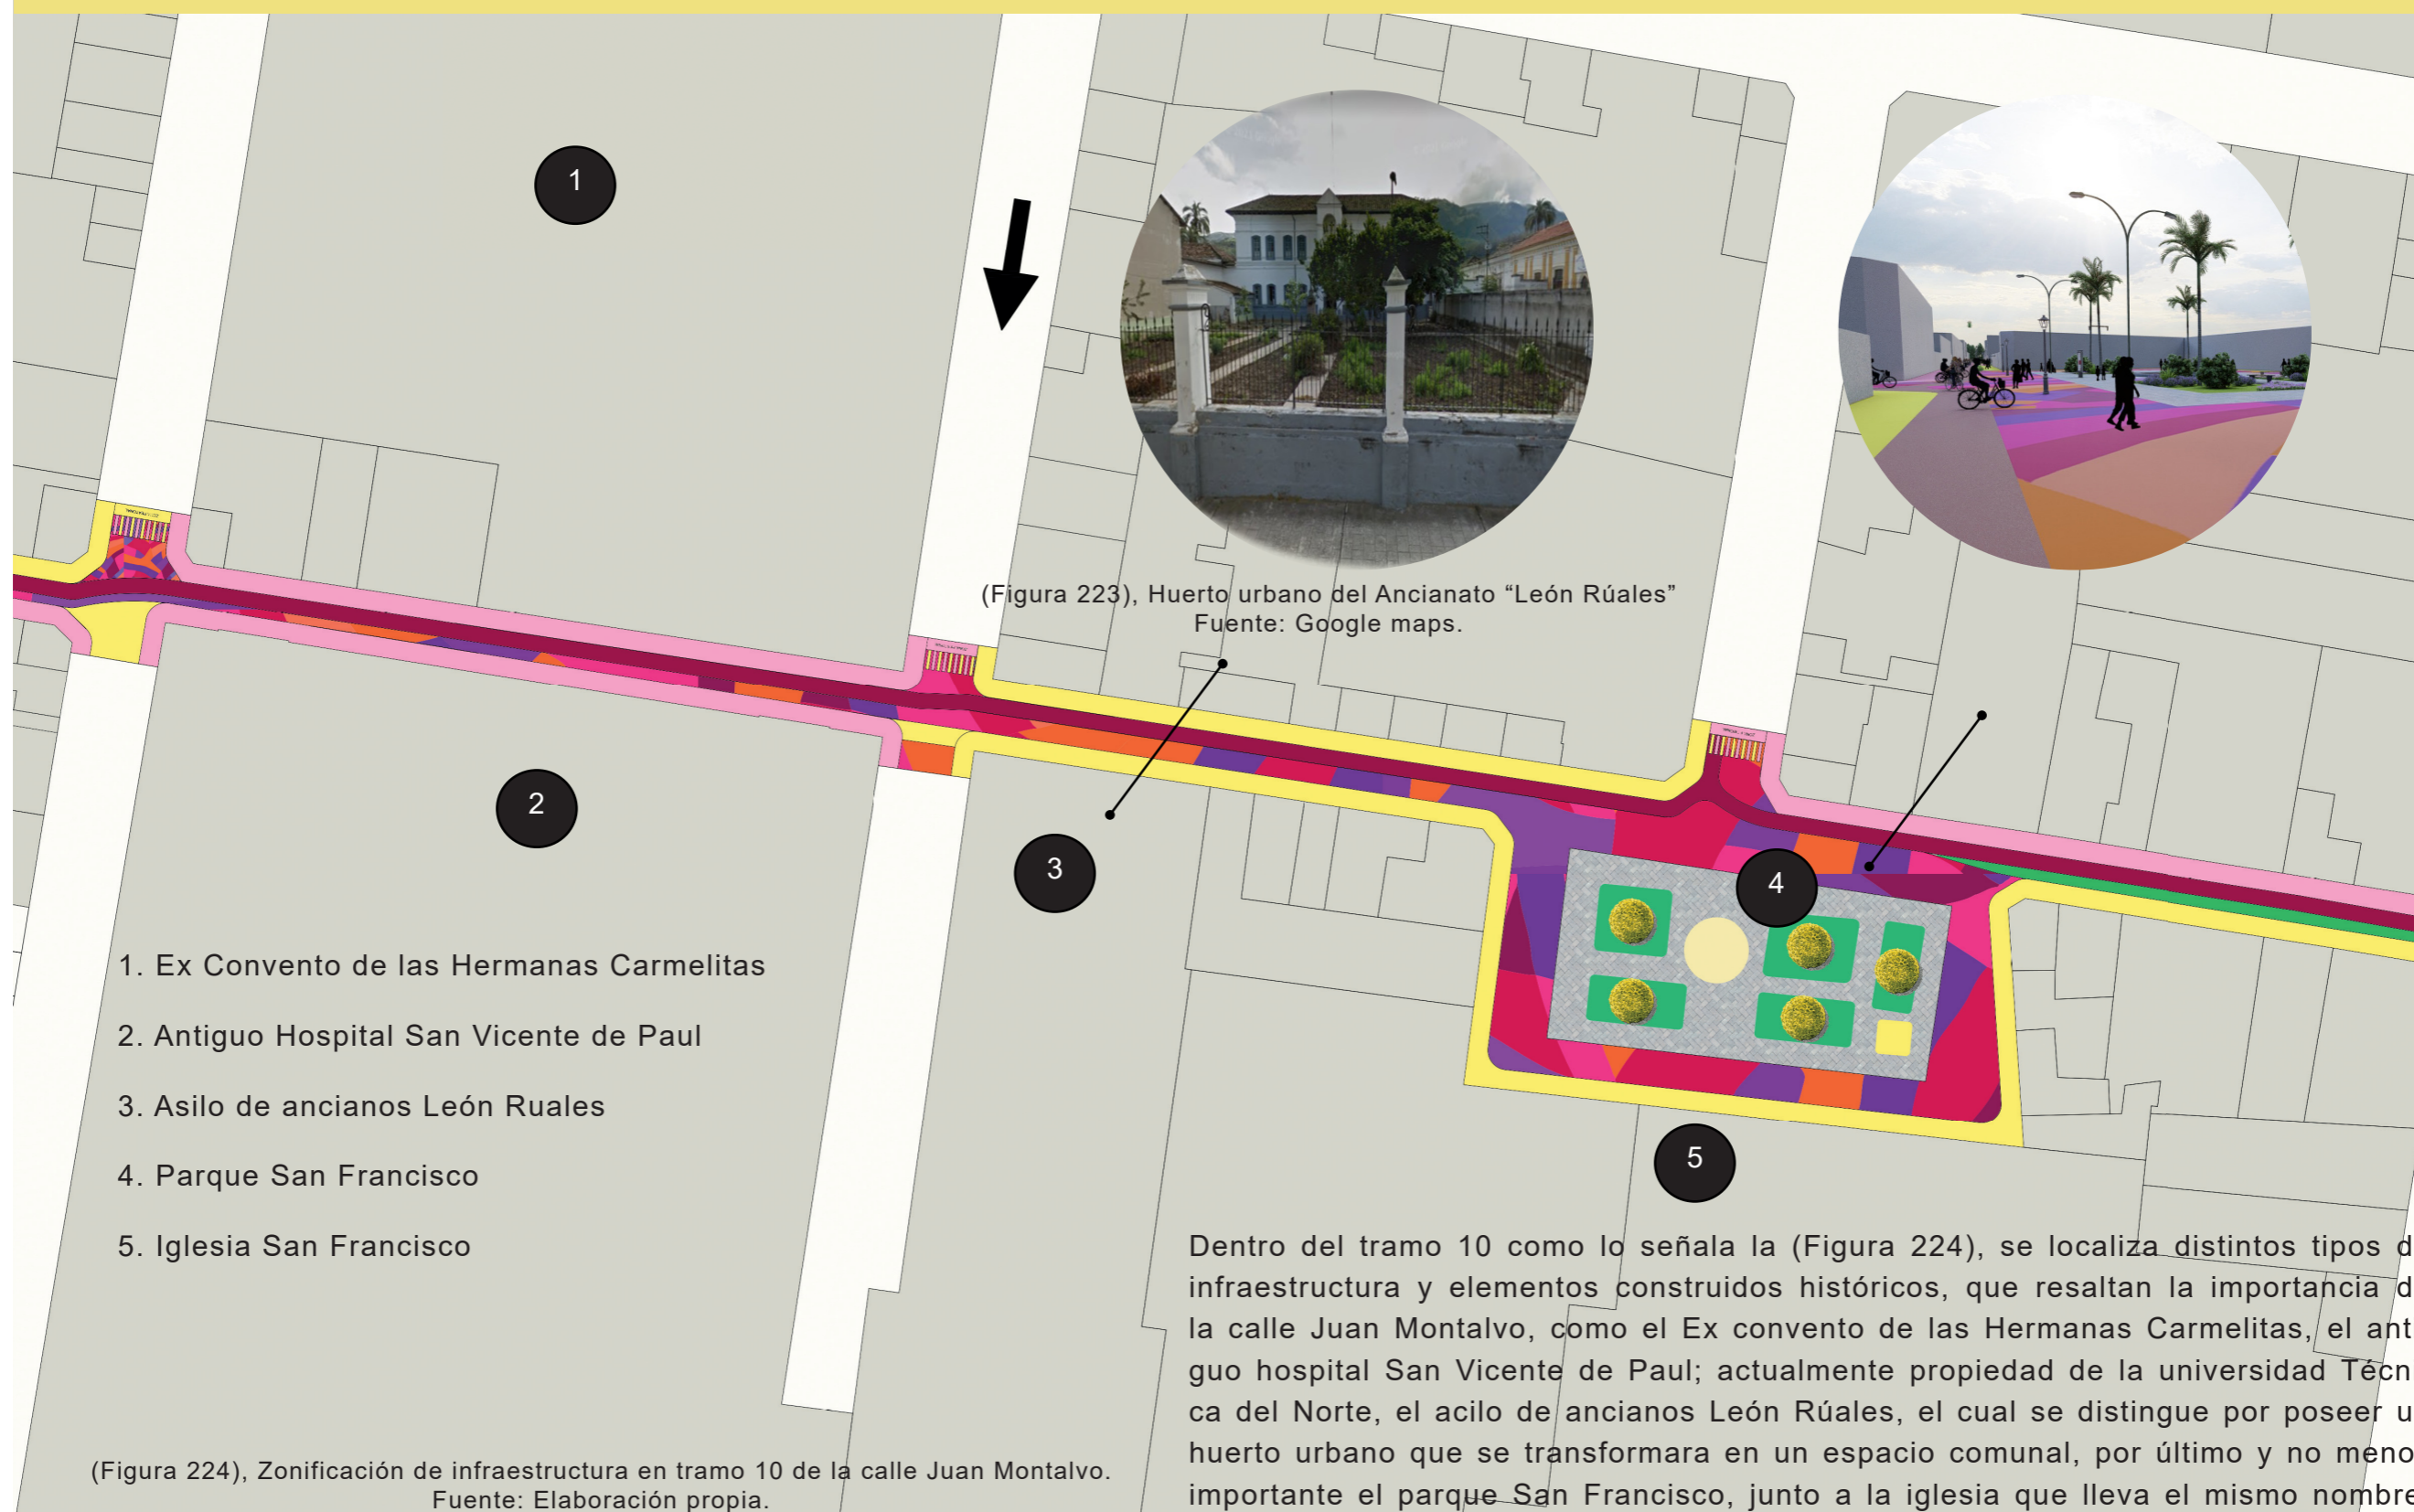 1
(Figura 223), Huerto urbano del Ancianato “León Rúales”
Fuente: Google maps.
2
3
4
5
1. Ex Convento de las Hermanas Carmelitas
2. Antiguo Hospital San Vicente de Paul
3. Asilo de ancianos León Ruales
4. Parque San Francisco
5. Iglesia San Francisco
Dentro del tramo 10 como lo señala la (Figura 224), se localiza distintos tipos d
infraestructura y elementos construidos históricos, que resaltan la importancia d
la calle Juan Montalvo, como el Ex convento de las Hermanas Carmelitas, el ant
guo hospital San Vicente de Paul; actualmente propiedad de la universidad Técn
ca del Norte, el acilo de ancianos León Rúales, el cual se distingue por poseer u
huerto urbano que se transformara en un espacio comunal, por último y no meno
importante el parque San Francisco, junto a la iglesia que lleva el mismo nombre
(Figura 224), Zonificación de infraestructura en tramo 10 de la calle Juan Montalvo.
Fuente: Elaboración propia.